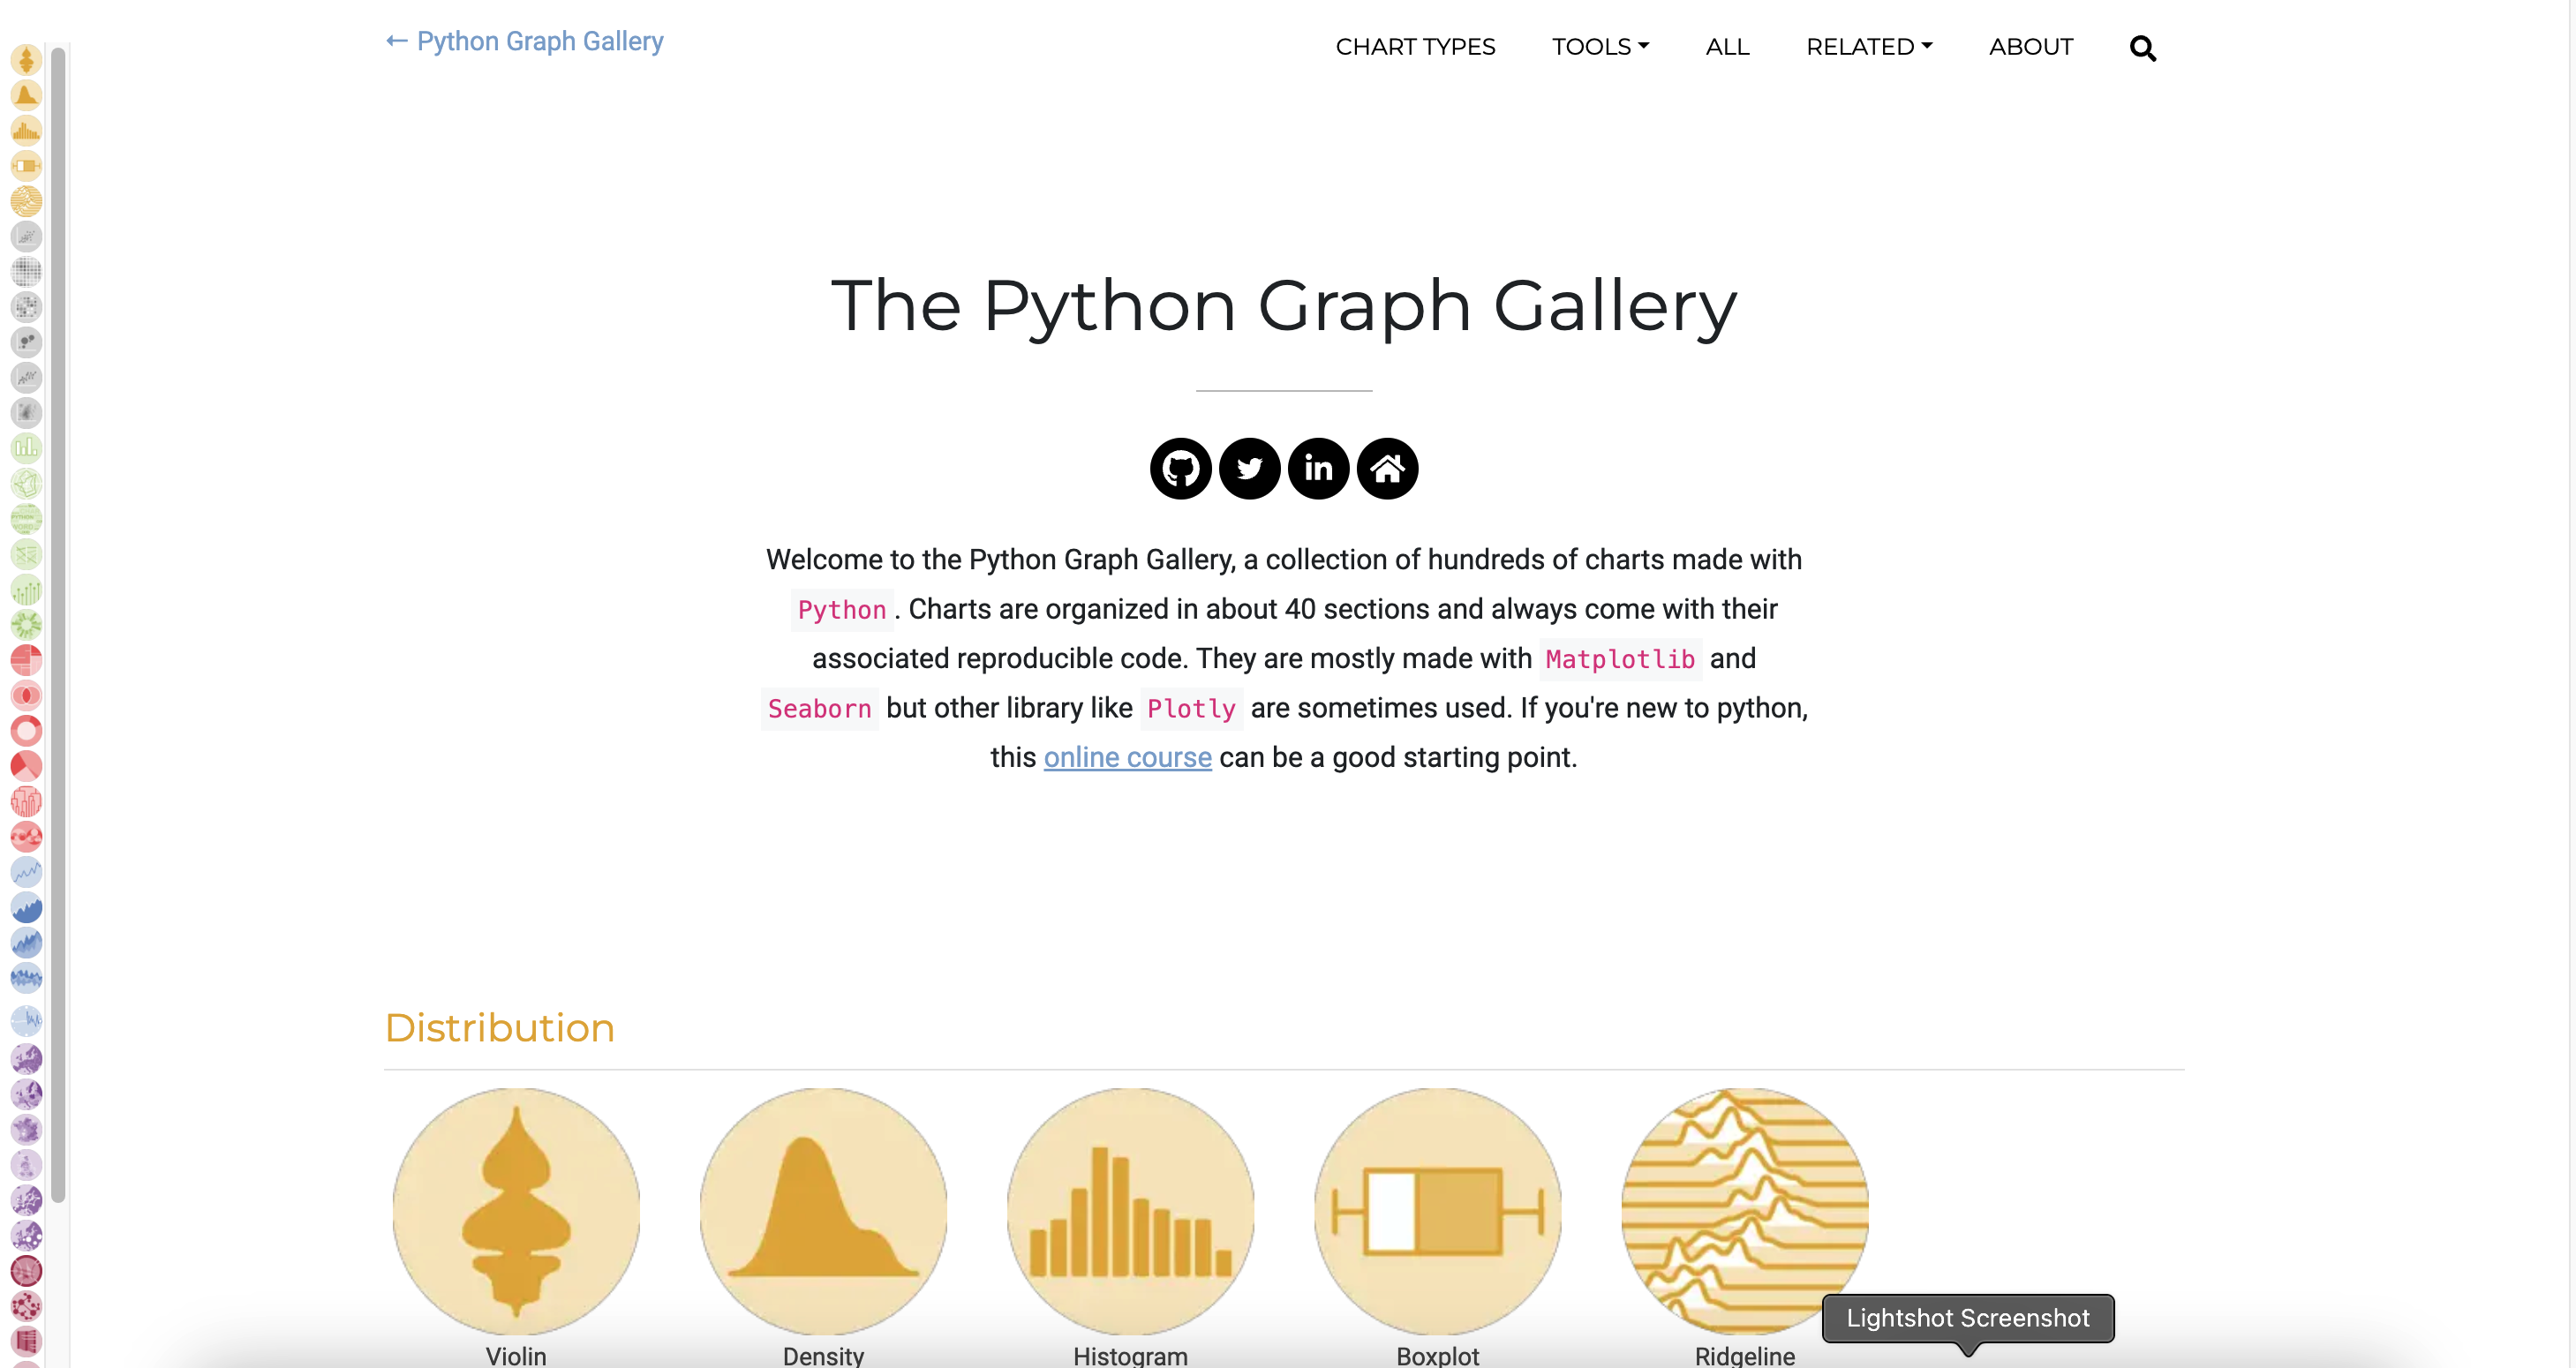 ← Python Graph Gallery
CHART TYPES
TOOLS
ALL
RELATED
ABOUT
The Python Graph Gallery
in
Welcome to the Python Graph Gallery, a collection of hundreds of charts made with
Python. Charts are organized in about 40 sections and always come with their
associated reproducible code. They are mostly made with Matplotlib and
Seaborn but other library like Plotly are sometimes used. If you're new to python,
this online course can be a good starting point.
Distribution
Violin
Density
Histogram
Boxplot
Ridgeline
Lightshot Screenshot